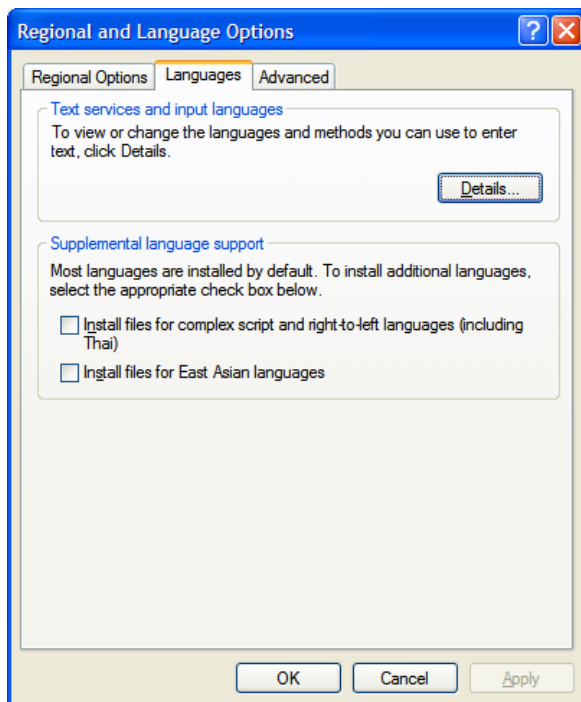 Regional and Language Options
Regional Options Languages Advanced
Text services and input languages
To view or change the languages and methods you can use to enter
text, click Details.
Details...
Supplemental language support
Most languages are installed by default. To install additional languages,
select the appropriate check box below.
Install files for complex script and right-to-left languages (including
Thai)
Install files for East Asian languages
OK Cancel Apply